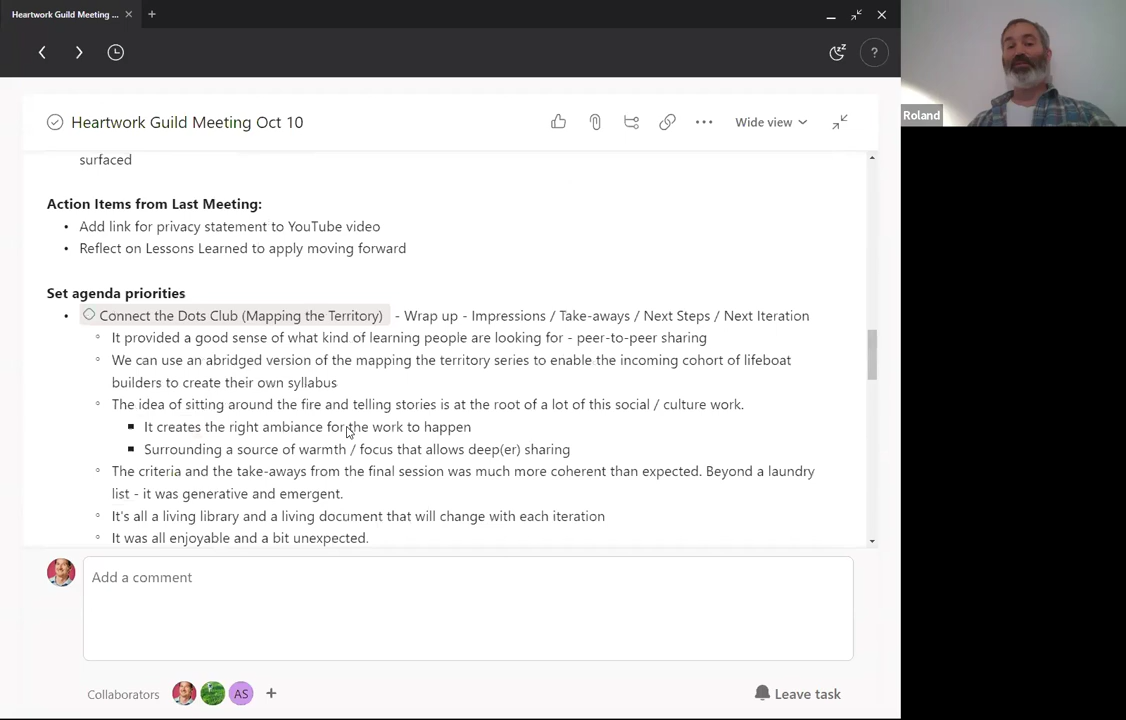 Heartwork Guild Meeting ...
Roland
Heartwork Guild Meeting Oct 10
Wide view
surfaced
Action Items from Last Meeting:
Add link for privacy statement to YouTube video
Reflect on Lessons Learned to apply moving forward
Set agenda priorities
Connect the Dots Club (Mapping the Territory) - Wrap up - Impressions / Take-aways / Next Steps / Next Iteration
It provided a good sense of what kind of learning people are looking for - peer-to-peer sharing
We can use an abridged version of the mapping the territory series to enable the incoming cohort of lifeboat
builders to create their own syllabus
The idea of sitting around the fire and telling stories is at the root of a lot of this social / culture work.
It creates the right ambiance for the work to happen
Surrounding a source of warmth / focus that allows deep(er) sharing
The criteria and the take-aways from the final session was much more coherent than expected. Beyond a laundry
list - it was generative and emergent.
It's all a living library and a living document that will change with each iteration
It was all enjoyable and a bit unexpected.
Add a comment
Collaborators
AS
Leave task